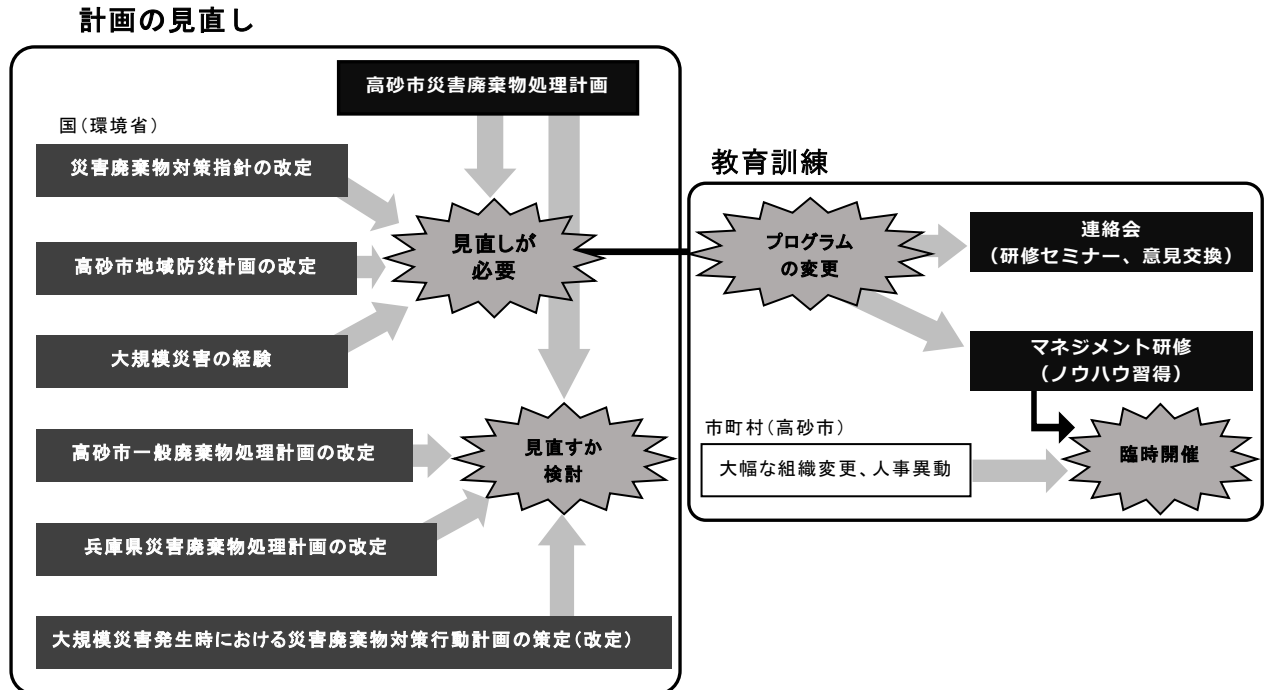 計画の見直し
高砂市災害廃棄物処理計画
国(環境省)
災害廃棄物対策指針の改定
高砂市地域防災計画の改定
大規模災害の経験
見直しが
必要
高砂市一般廃棄物処理計画の改定
兵庫県災害廃棄物処理計画の改定
大規模災害発生時における災害廃棄物対策行動計画の策定(改定)
見直すか
検討
教育訓練
プログラム
の変更
連絡会
(研修セミナー、意見交換)
マネジメント研修
(ノウハウ習得)
市町村(高砂市)
大幅な組織変更、人事異動
臨時開催